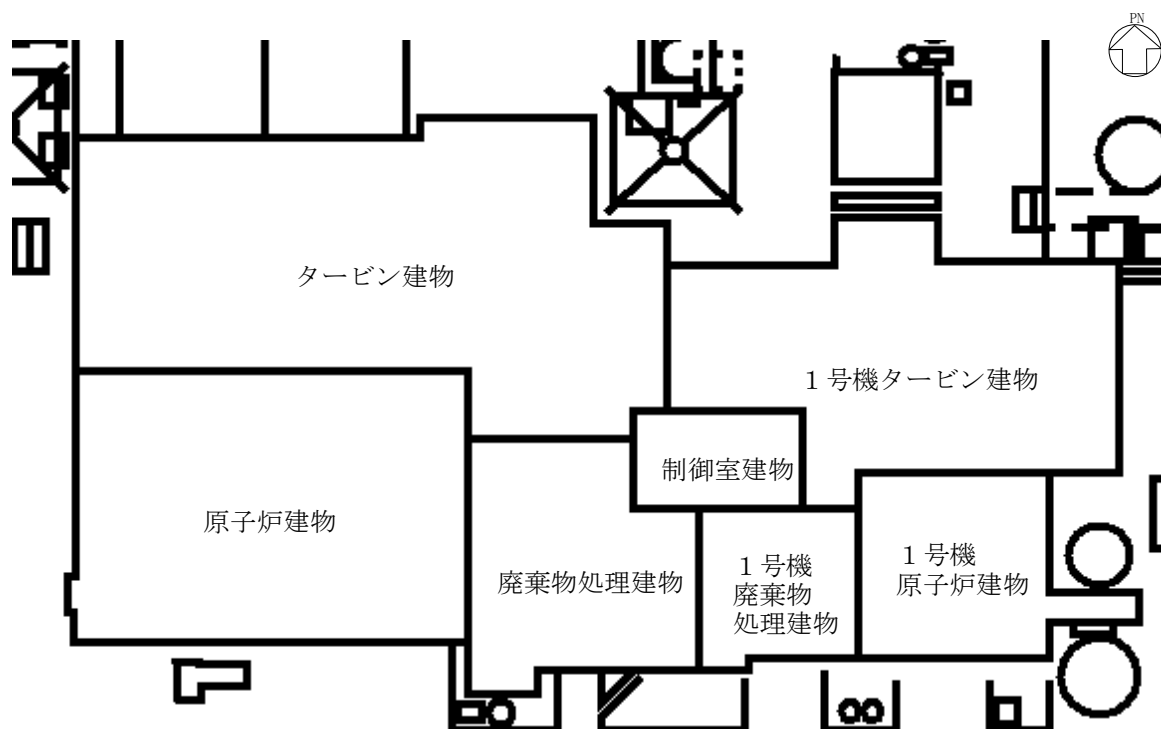 PN
タービン建物
１号機タービン建物
制御室建物
原子炉建物
廃棄物処理建物
１号機
廃棄物
処理建物
１号機
原子炉建物